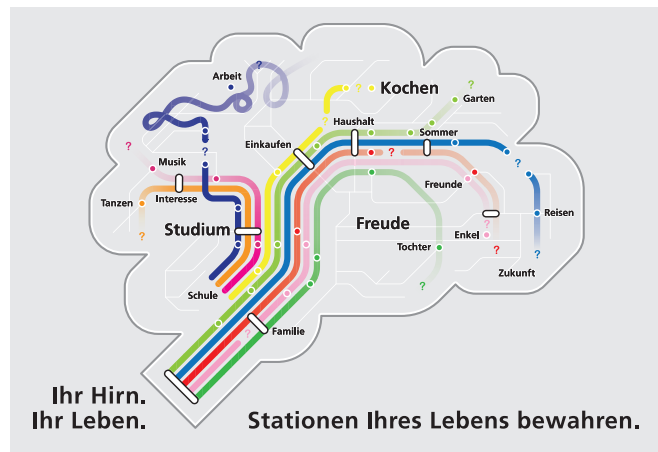 ?
Arbeit
?
Kochen
?
Garten
?
Haushalt
Sommer
?
Musik
?
Einkaufen
?
?
Freunde
Tanzen
Interesse
Studium
Freude
Reisen
?
?
Enkel
?
Tochter
?
Zukunft
?
Schule
?
Familie
Ihr Hirn.
Ihr Leben.
Stationen Ihres Lebens bewahren.